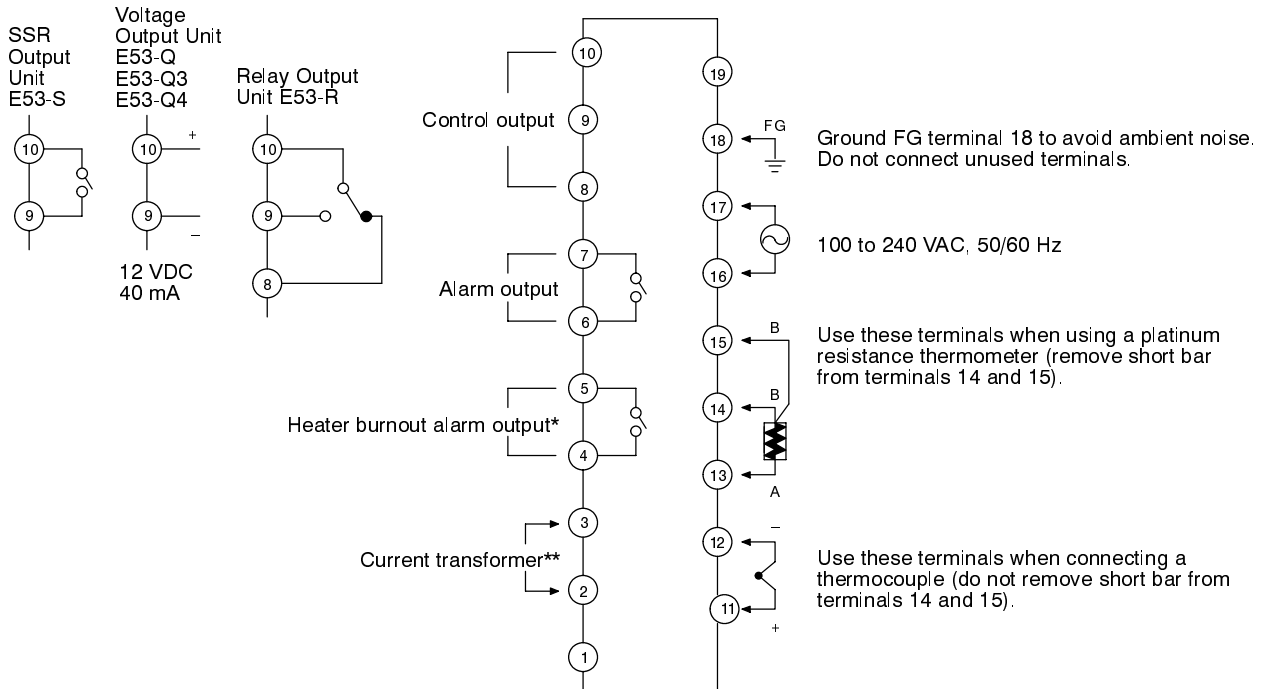 SSR
Output
Unit
E53-S
10
9
Voltage
Output Unit
E53-Q
E53-Q3
E53-Q4
10
+
9
–
12 VDC
40 mA
Relay Output
Unit E53-R
10
9
8
Control output
10
9
8
Alarm output
7
6
Heater burnout alarm output*
5
4
Current transformer**
3
2
1
19
18
FG
Ground FG terminal 18 to avoid ambient noise.
Do not connect unused terminals.
17
16
100 to 240 VAC, 50/60 Hz
15
B
14
B
13
A
Use these terminals when using a platinum
resistance thermometer (remove short bar
from terminals 14 and 15).
12
–
11
+
Use these terminals when connecting a
thermocouple (do not remove short bar from
terminals 14 and 15).